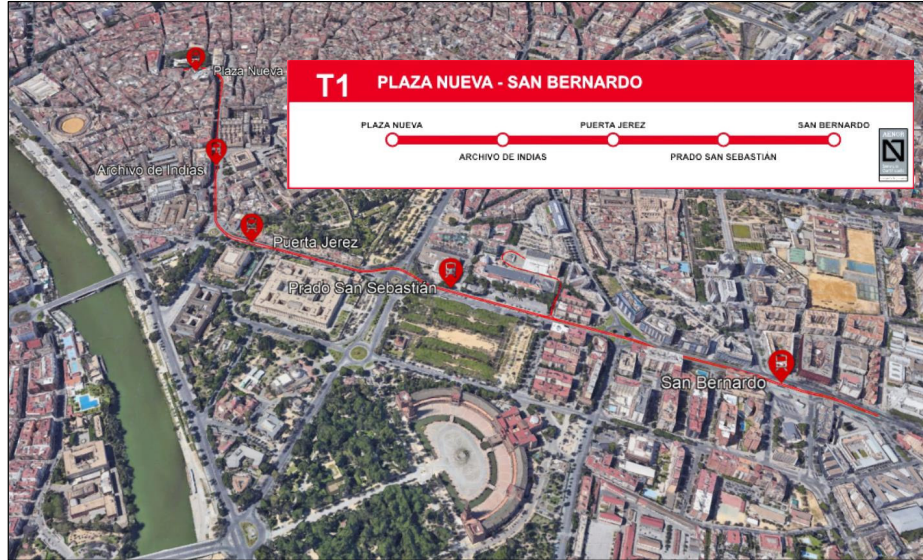 T1 PLAZA NUEVA - SAN BERNARDO
PLAZA NUEVA
PUERTA JEREZ
SAN BERNARDO
ARCHIVO DE INDIAS
PRADO SAN SEBASTIÁN
AENOR
Plaza Nueva
Archivo de Indias
Puerta Jerez
Prado San Sebastián
San Bernardo